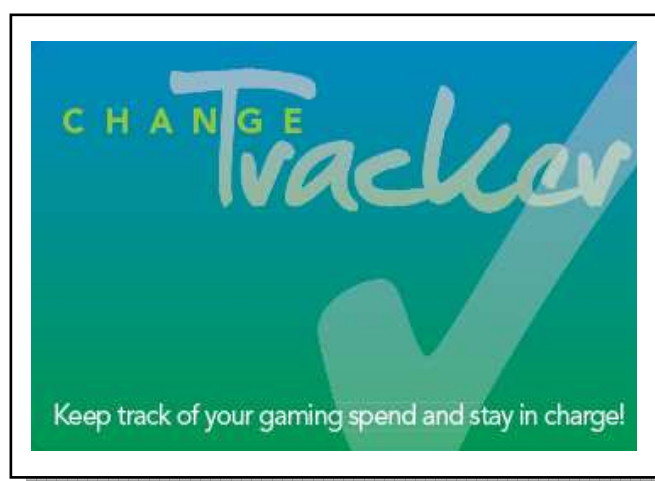 CHANGE
Tracker
Keep track of your gaming spend and stay in charge!